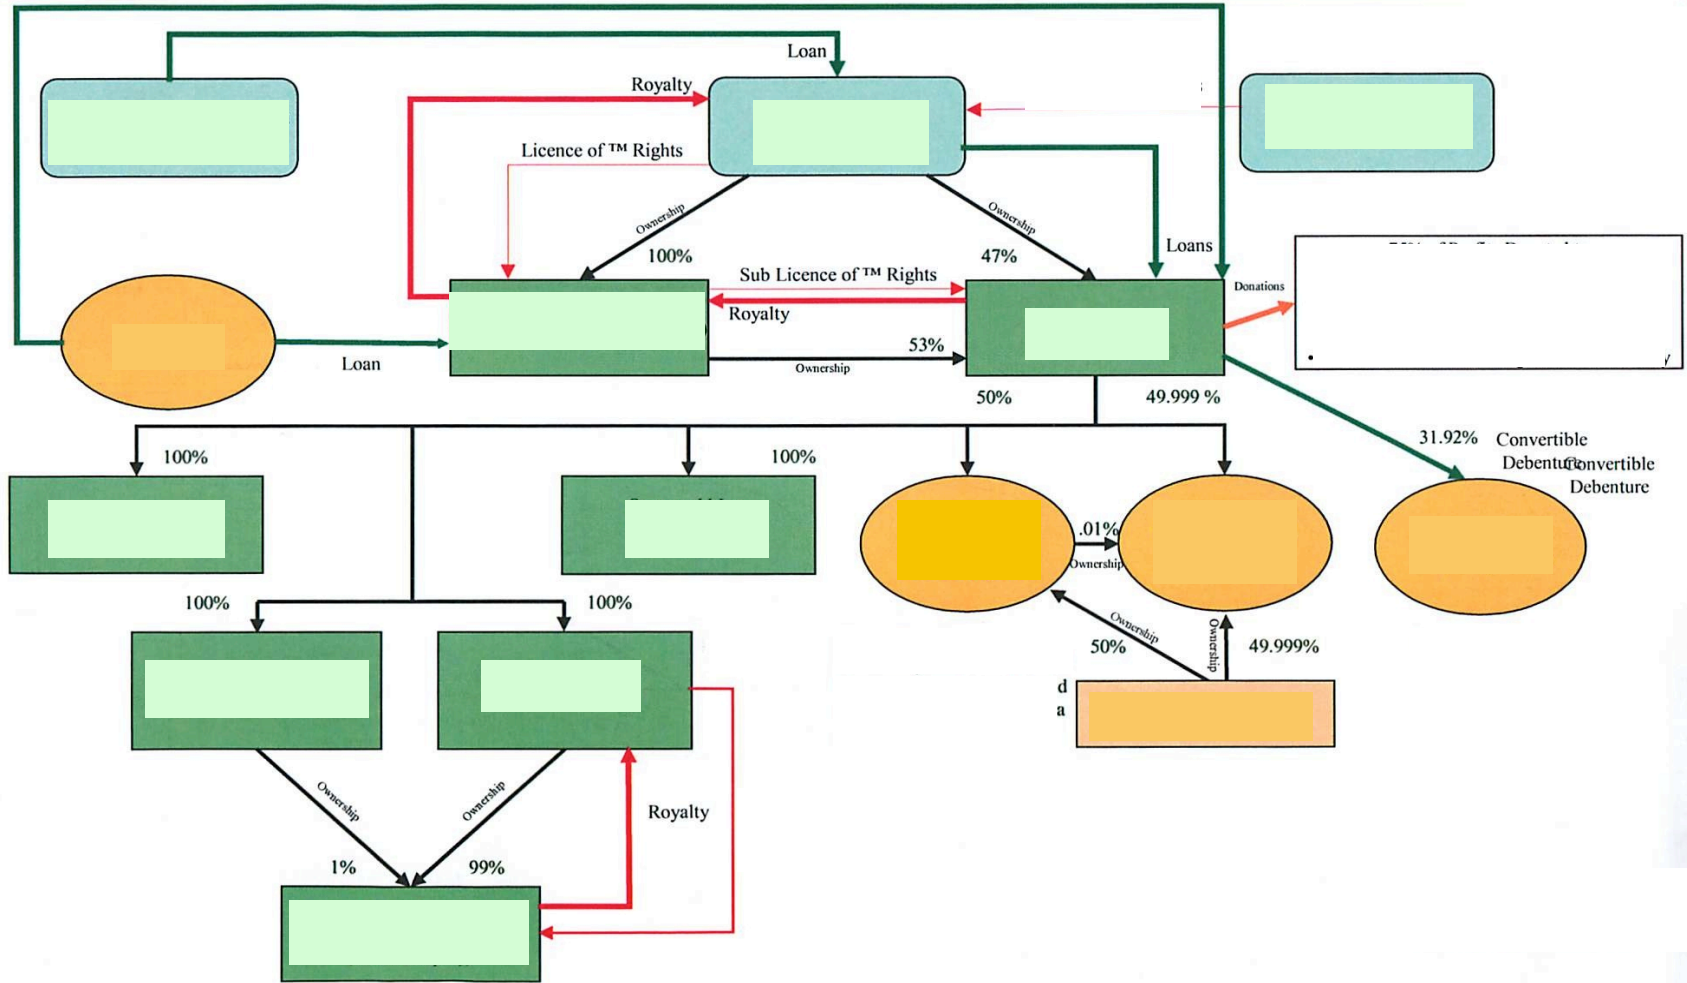 Loan
Royalty
Licence of ™ Rights
Ownership
Ownership
100%
47%
Loans
Sub Licence of ™ Rights
Royalty
Donations
Loan
53%
Ownership
50%
49.999 %
31.92%
Convertible
Debenture
Convertible
Debenture
100%
100%
.01%
Ownership
100%
100%
Ownership
50%
Ownership
49.999%
d
a
Ownership
Ownership
Royalty
1%
99%